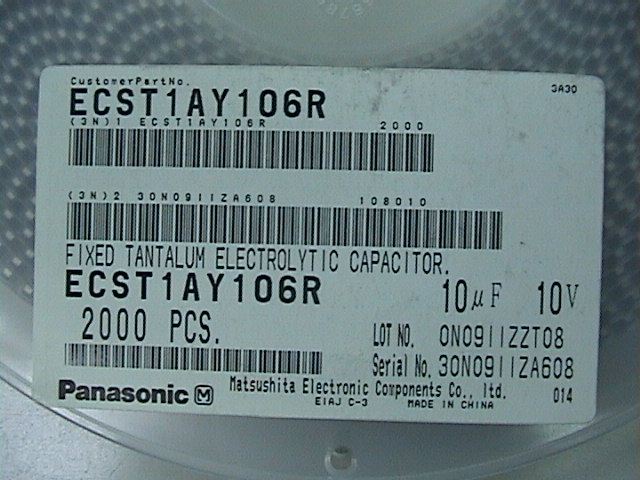 CustomerPartNo.
3A30
ECST1AY106R
(3N)1 ECST1AY106R 2000
(3N)2 30N0911ZA608 108010
FIXED TANTALUM ELECTROLYTIC CAPACITOR.
ECST1AY106R 10μF 10V
2000 PCS. LOT NO. 0N0911ZZT08
Serial No. 30N0911ZA608
Panasonic M Matsushita Electronic Components Co., ltd. 014
EIAJ C-3 MADE IN CHINA